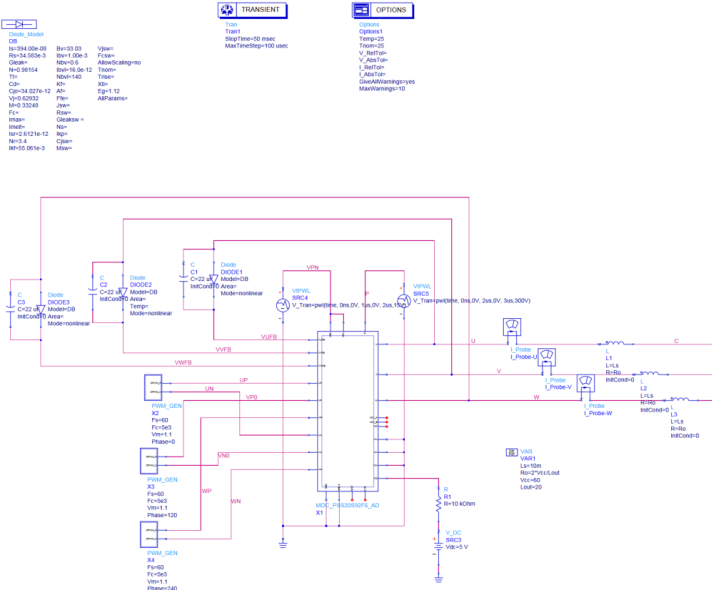 TRANSIENT
OPTIONS
Tran
Tran1
StopTime=50 msec
MaxTimeStep=100 usec
Options
Options1
Temp=25
Tnom=25
V_RelTol=
V_AbsTol=
I_RelTol=
I_AbsTol=
GiveAllWarnings=yes
MaxWarnings=10
Diode_Model
DB
Is=394.00e-08 Bv=33.03 Vjsw=
Rs=34.583e-3 Ibv=1.00e-3 Fcsw=
Gleak= Nbv=0.6 AllowScaling=no
N=0.98154 Ibvl=16.0e-12 Tnom=
Tt= Nbvl=140 Trise=
Cd= Kf= Xti=
Cjo=34.027e-12 Af= Eg=1.12
Vj=0.62932 Ffe= AllParams=
M=0.33248 Jsw=
Fc= Rsw=
Imax= Gleaksw =
Imelt= Ns=
Isr=2.6121e-12 Ikp=
Nr=3.4 Cjsw=
Ikf=55.061e-3 Msw=
C
C1
C=22 u
InitCond=0
Diode
DIODE1
Model=DB
Area=
Mode=nonlinear
C
C2
C=22 u
InitCond=0
Diode
DIODE2
Model=DB
Area=
Temp=
Mode=nonlinear
C
C3
C=22 u
InitCond=0
Diode
DIODE3
Model=DB
Area=
Mode=nonlinear
VPN
P
VtPWL
SRC4
V_Tran=pwl(time, 0ns,0V, 1us,0V, 2us,15
VtPWL
SRC5
V_Tran=pwl(time, 0ns,0V, 2us,0V, 3us,300V)
VUFB
VVFB
VWFB
UP
UN
VP0
VN0
WP
WN
PWM_GEN
X2
Fs=60
Fc=5e3
Vm=1.1
Phase=0
PWM_GEN
X3
Fs=60
Fc=5e3
Vm=1.1
Phase=120
PWM_GEN
X4
Fs=60
Fc=5e3
Vm=1.1
Phase=240
X1
U
V
W
C
I_Probe
I_Probe-U
I_Probe
I_Probe-V
I_Probe
I_Probe-W
L
L1
L=Ls
R=Ro
InitCond=0
L
L2
L=Ls
R=Ro
InitCond=0
L
L3
L=Ls
R=Ro
InitCond=0
VAR
VAR1
Ls=10m
Ro=2*Vcc/Lout
Vcc=60
Lout=20
R
R1
R=10 kOhm
V_DC
SRC3
Vdc=5 V